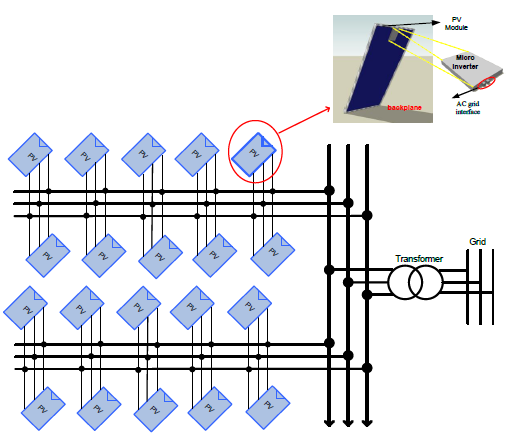 PV
Module
Micro
Inverter
backplane
AC grid
interface
PV
PV
PV
PV
PV
PV
PV
PV
PV
PV
Transformer
Grid
PV
PV
PV
PV
PV
PV
PV
PV
PV
PV